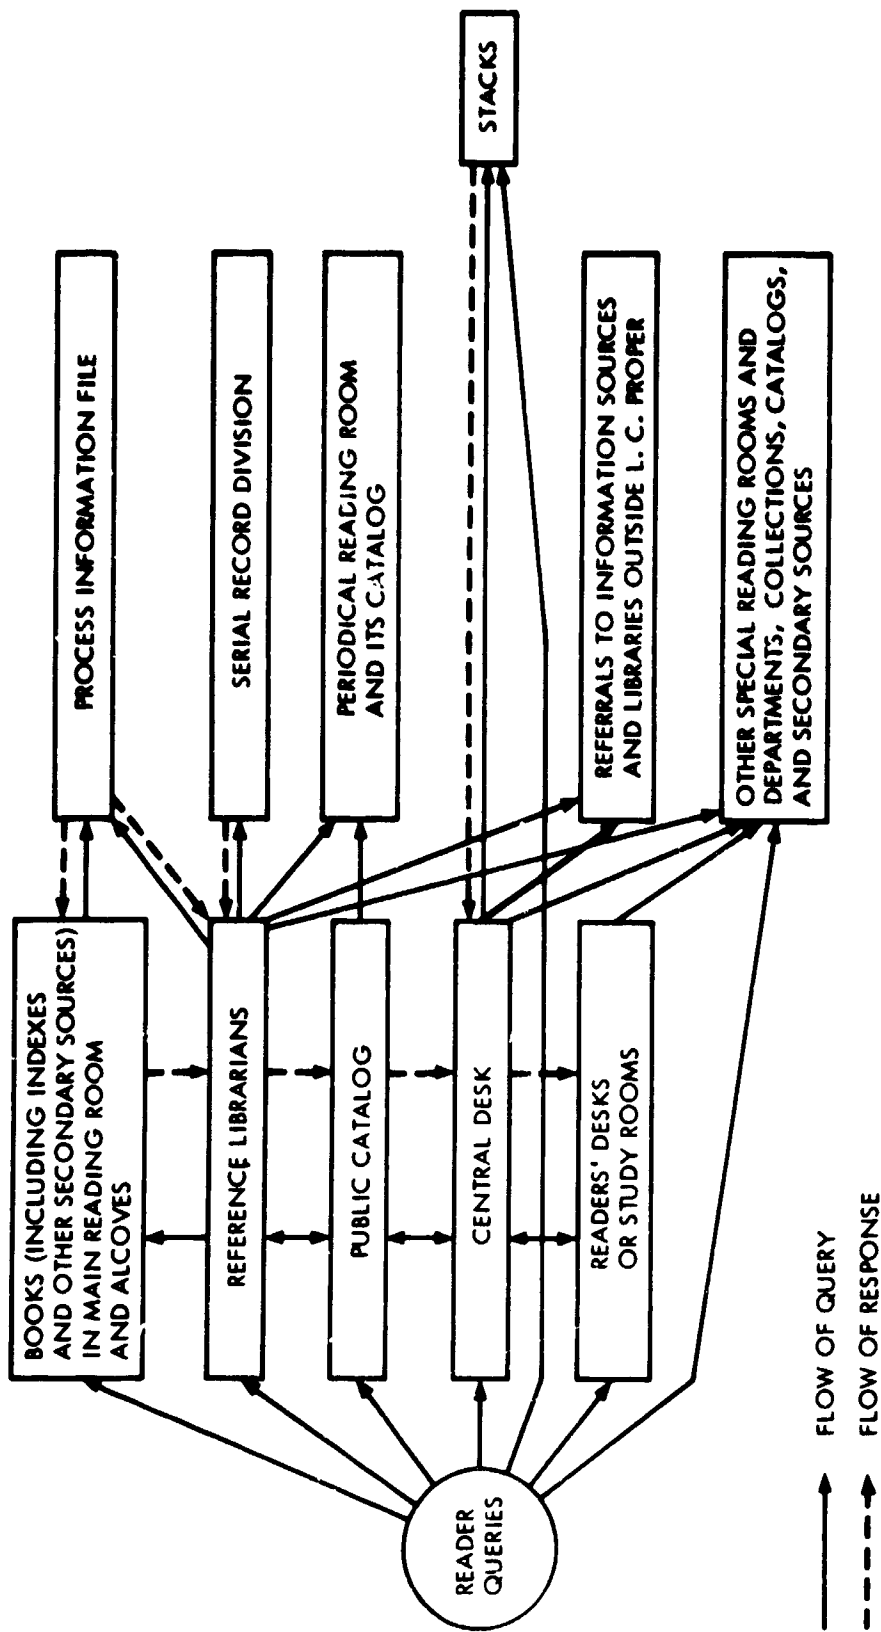 READER
QUERIES
BOOKS (INCLUDING INDEXES
AND OTHER SECONDARY SOURCES)
IN MAIN READING ROOM
AND ALCOVES
REFERENCE LIBRARIANS
PUBLIC CATALOG
CENTRAL DESK
READERS' DESKS
OR STUDY ROOMS
PROCESS INFORMATION FILE
SERIAL RECORD DIVISION
PERIODICAL READING ROOM
AND ITS CATALOG
REFERRALS TO INFORMATION SOURCES
AND LIBRARIES OUTSIDE L. C. PROPER
OTHER SPECIAL READING ROOMS AND
DEPARTMENTS, COLLECTIONS, CATALOGS,
AND SECONDARY SOURCES
STACKS
FLOW OF QUERY
FLOW OF RESPONSE